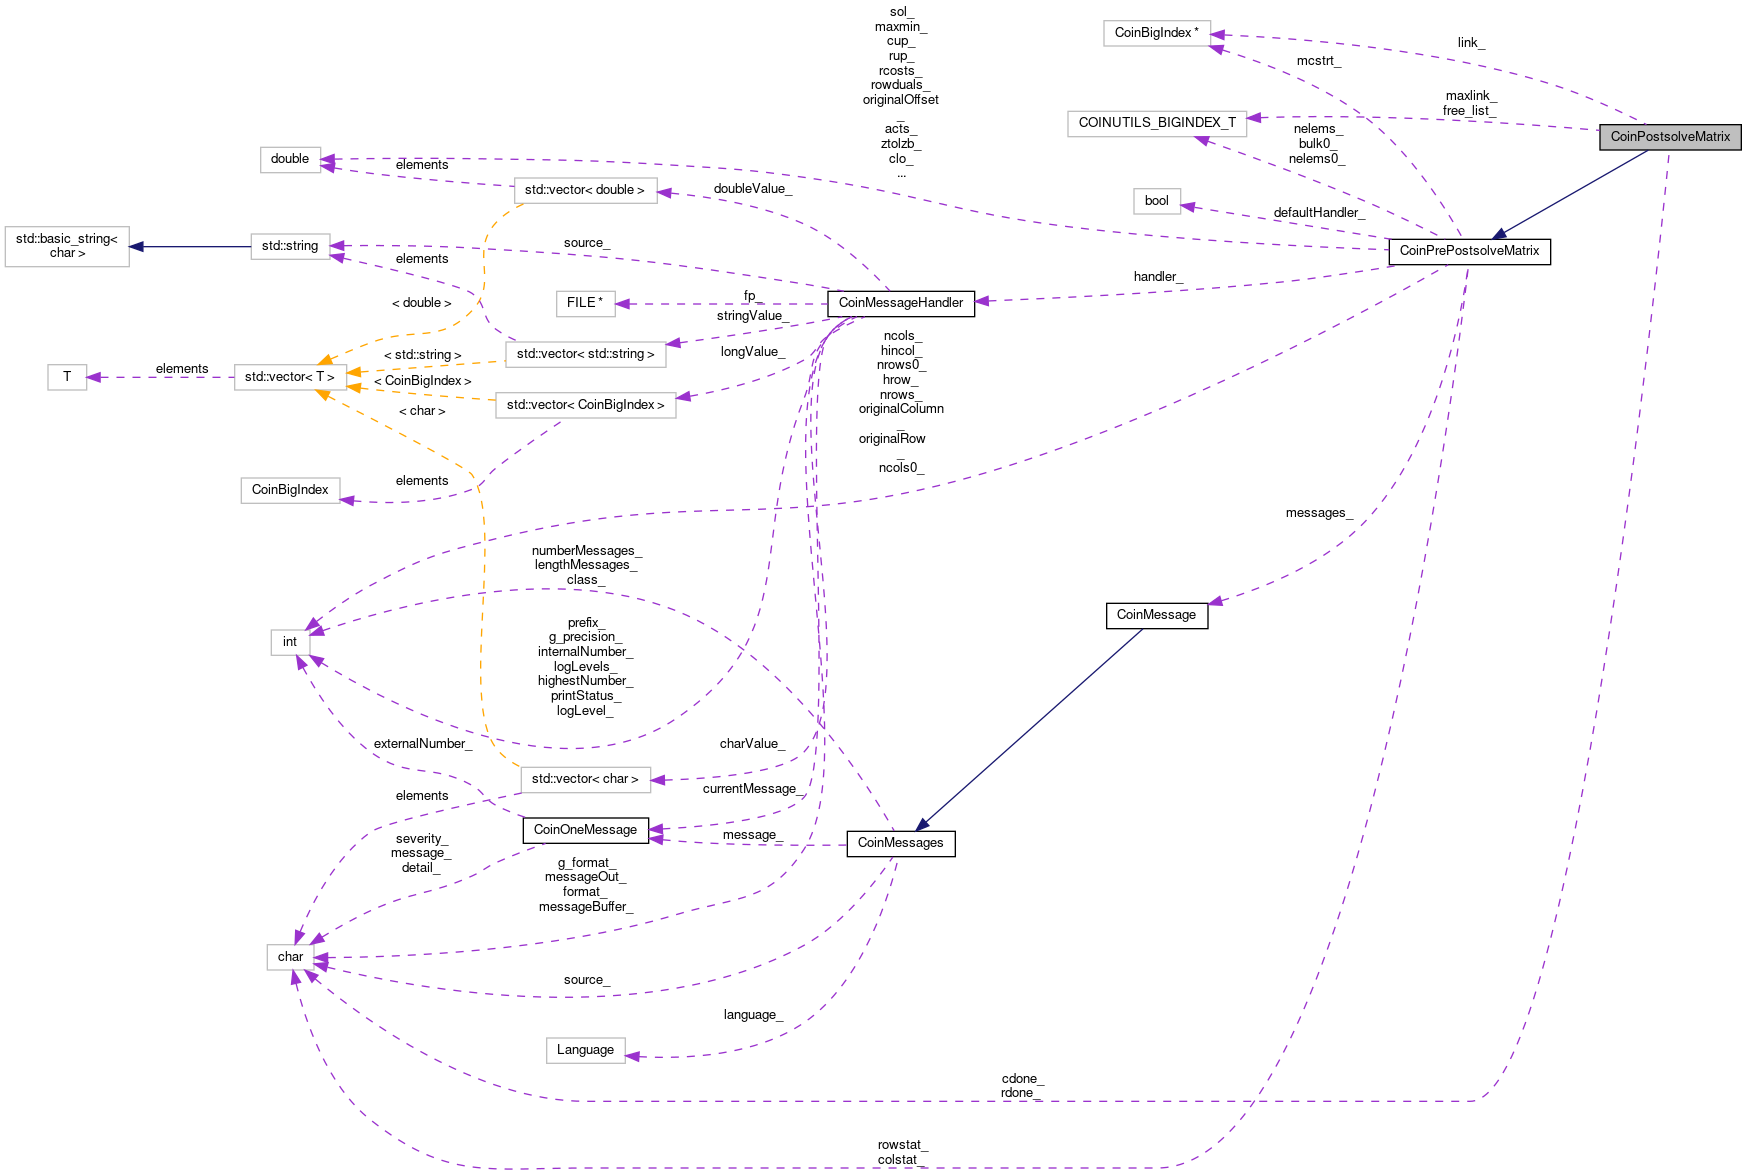 sol_
maxmin_
cup_
rup_
rcosts_
rowduals_
originalOffset
_
acts_
ztolzb_
clo_
...
CoinBigIndex *
link_
mcstrt_
maxlink_
free_list_
COINUTILS_BIGINDEX_T
nelems_
bulk0_
nelems0_
CoinPostsolveMatrix
double
elements
std::vector< double >
doubleValue_
bool
defaultHandler_
std::basic_string<
char >
std::string
source_
elements
CoinPrePostsolveMatrix
handler_
< double >
FILE *
fp_
CoinMessageHandler
stringValue_
ncols_
hincol_
nrows0_
hrow_
nrows_
originalColumn
_
originalRow
_
ncols0_
< std::string >
std::vector< std::string >
longValue_
T
elements
std::vector< T >
< CoinBigIndex >
< char >
std::vector< CoinBigIndex >
CoinBigIndex
elements
messages_
numberMessages_
lengthMessages_
class_
CoinMessage
int
prefix_
g_precision_
internalNumber_
logLevels_
highestNumber_
printStatus_
logLevel_
externalNumber_
charValue_
std::vector< char >
elements
currentMessage_
CoinOneMessage
message_
CoinMessages
severity_
message_
detail_
g_format_
messageOut_
format_
messageBuffer_
char
source_
language_
Language
cdone_
rdone_
rowstat_
colstat_